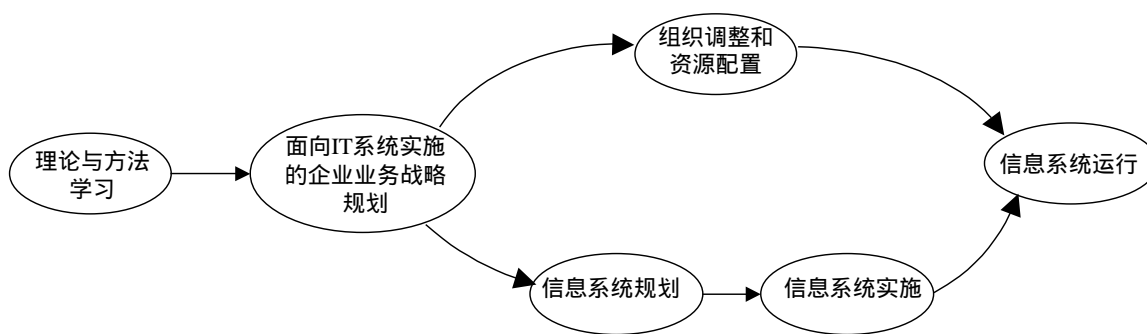 理论与方法
学习
面向IT系统实施
的企业业务战略
规划
组织调整和
资源配置
信息系统规划
信息系统实施
信息系统运行